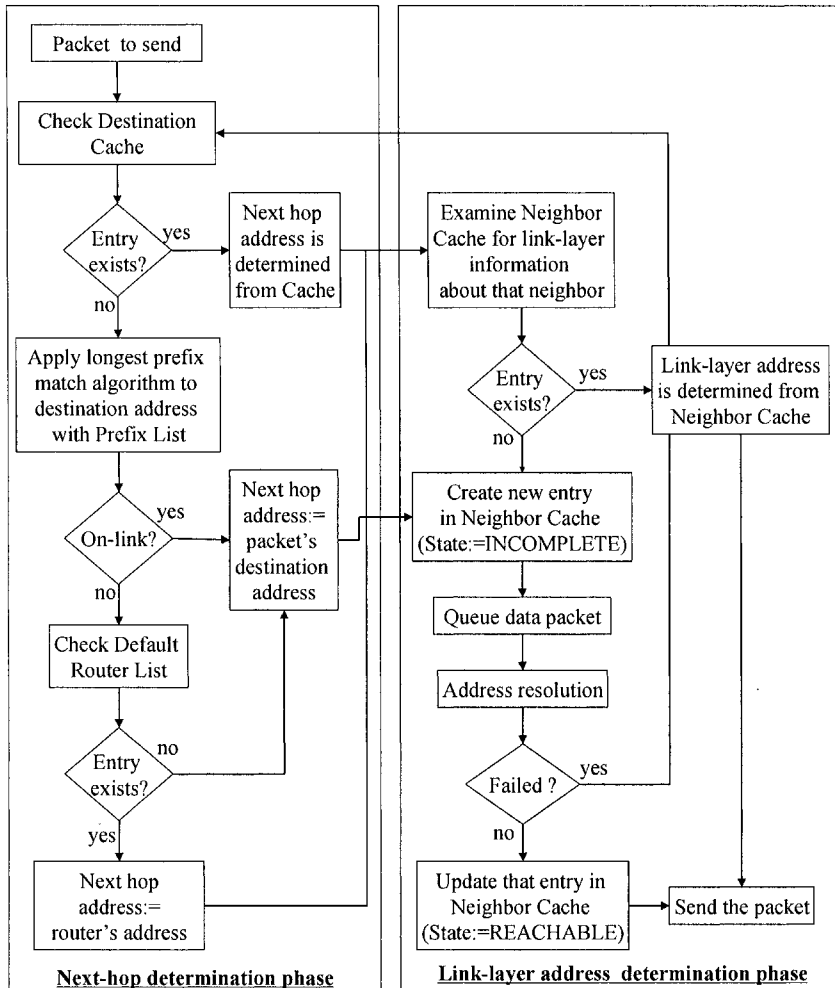 Packet to send
Check Destination
Cache
Entry
exists?
yes
no
Next hop
address is
determined
from Cache
Apply longest prefix
match algorithm to
destination address
with Prefix List
On-link?
yes
no
Next hop
address:=
packet's
destination
address
Check Default
Router List
Entry
exists?
no
yes
Next hop
address:=
router's address
Next-hop determination phase
Examine Neighbor
Cache for link-layer
information
about that neighbor
Entry
exists?
yes
no
Link-layer address
is determined from
Neighbor Cache
Create new entry
in Neighbor Cache
(State:=INCOMPLETE)
Queue data packet
Address resolution
Failed ?
yes
no
Update that entry in
Neighbor Cache
(State:=REACHABLE)
Send the packet
Link-layer address determination phase